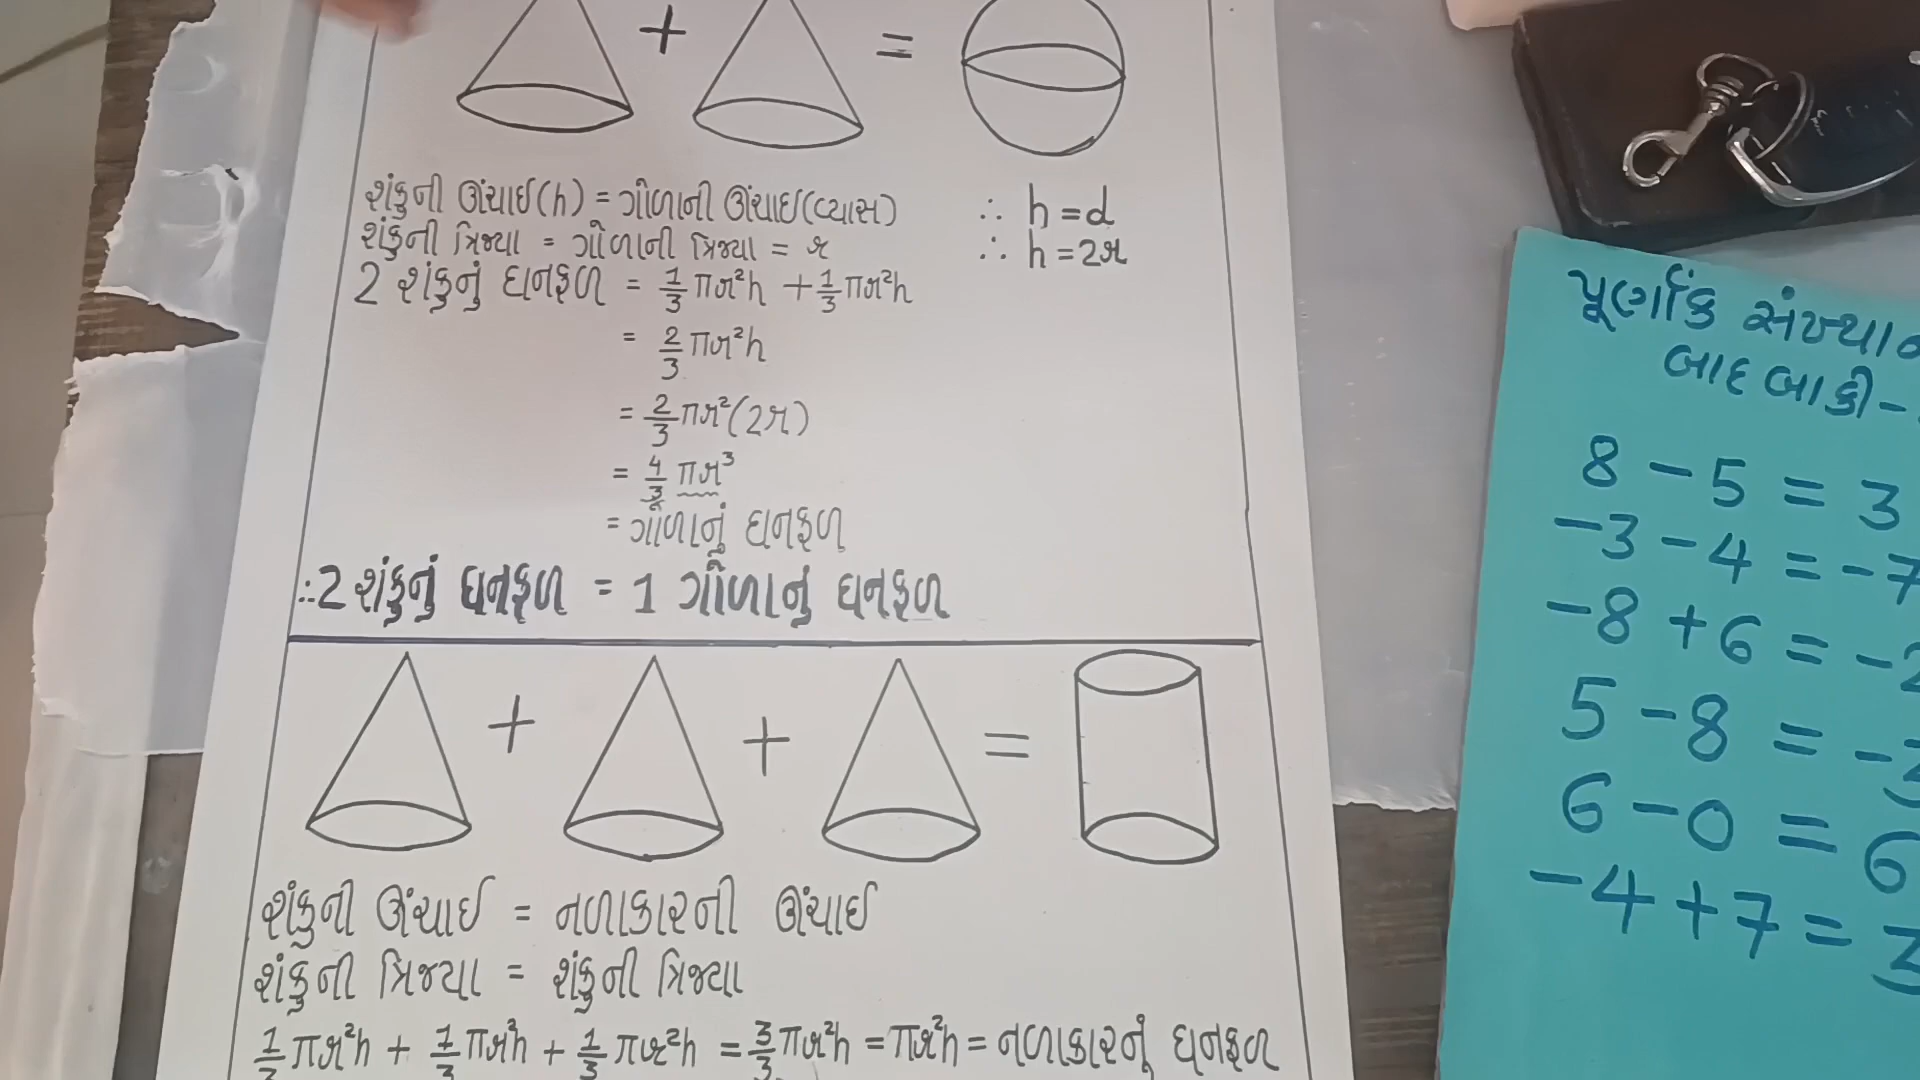 + =
શંકુની ઊંચાઈ(h) = ગોળાની ઊંચાઈ(વ્યાસ) ∴ h = d
શંકુની ત્રિજ્યા = ગોળાની ત્રિજ્યા = r ∴ h = 2r
2 શંકુનું ઘનફળ = 1/3 πr²h + 1/3 πr²h
= 2/3 πr²h
= 2/3 πr²(2r)
= 4/3 πr³
= ગોળાનું ઘનફળ
∴ 2 શંકુનું ઘનફળ = 1 ગોળાનું ઘનફળ
+ + =
શંકુની ઊંચાઈ = નળાકારની ઊંચાઈ
શંકુની ત્રિજ્યા = શંકુની ત્રિજ્યા
1/3 πr²h + 1/3 πr²h + 1/3 πr²h = 3/3 πr²h = πr²h = નળાકારનું ઘનફળ
પૂર્ણાંક
બાદબાકી -
8 - 5 = 3
-3 - 4 = -7
-8 + 6 = -2
5 - 8 = -3
6 - 0 = 6
-4 + 7 = 3